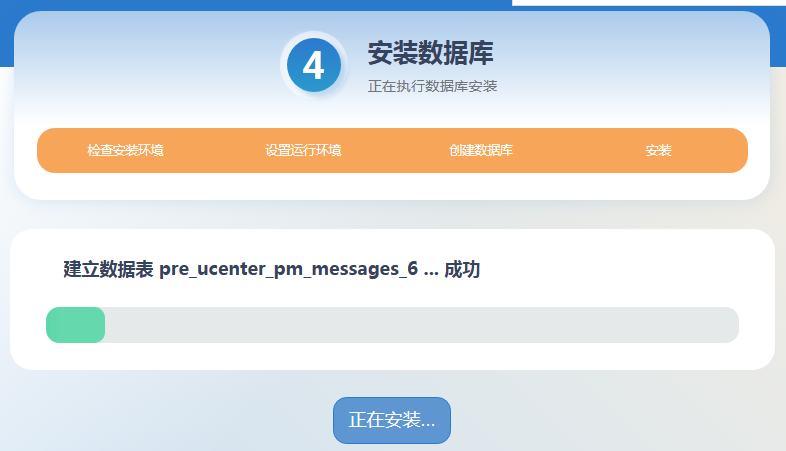 4
安装数据库
正在执行数据库安装
检查安装环境 设置运行环境 创建数据库 安装
建立数据表 pre_ucenter_pm_messages_6 ... 成功
正在安装...